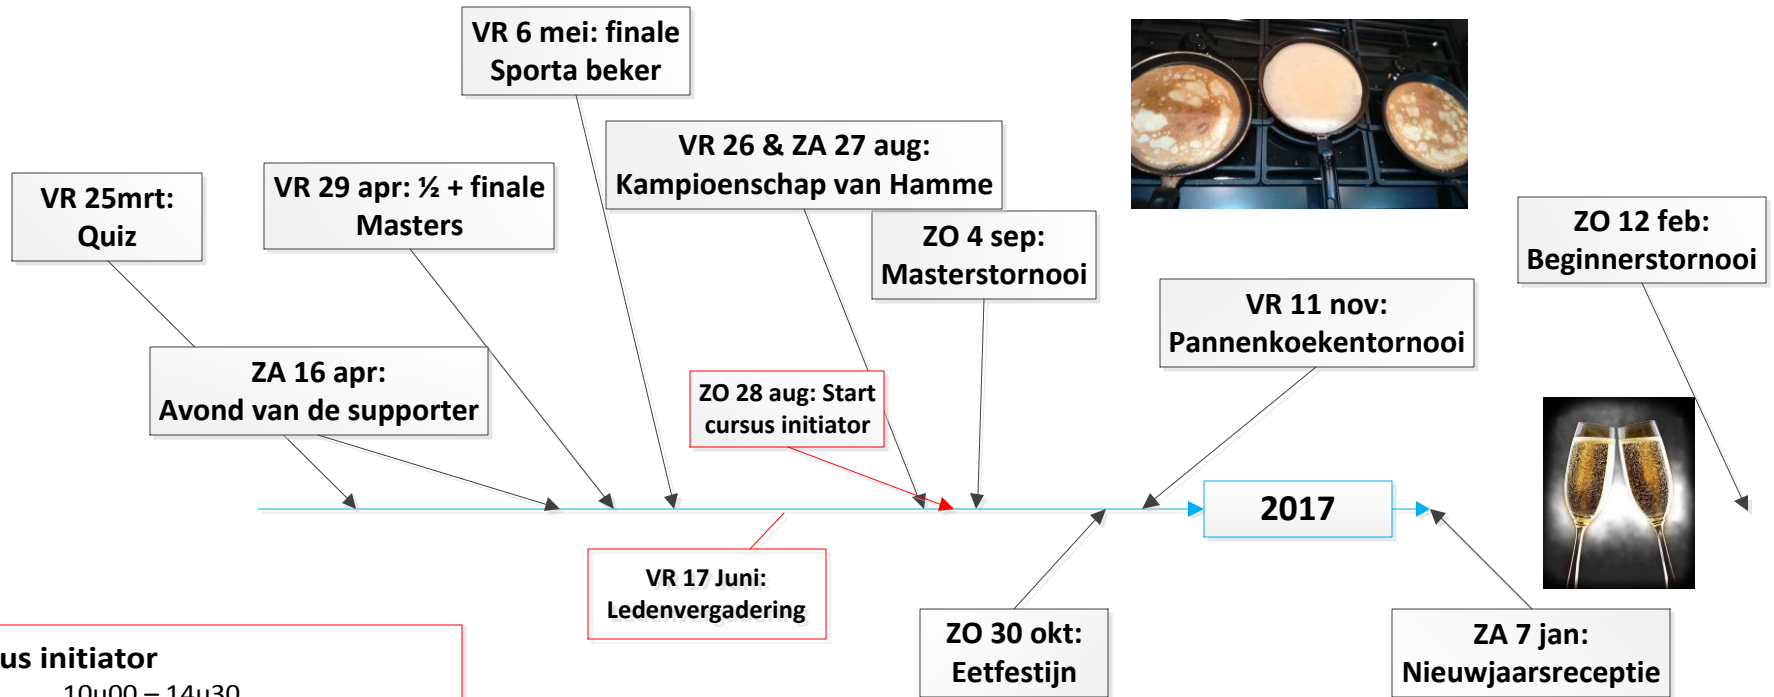 VR 6 mei: finale
Sporta beker
VR 26 & ZA 27 aug:
Kampioenschap van Hamme
VR 29 apr: ½ + finale
Masters
VR 25mrt:
Quiz
ZO 4 sep:
Masterstornooi
ZO 12 feb:
Beginnerstornooi
VR 11 nov:
Pannenkoekentornooi
ZA 16 apr:
Avond van de supporter
ZO 28 aug: Start
cursus initiator
2017
VR 17 Juni:
Ledenvergadering
ZO 30 okt:
Eetfestijn
ZA 7 jan:
Nieuwjaarsreceptie
us initiator
10u00 – 14u30